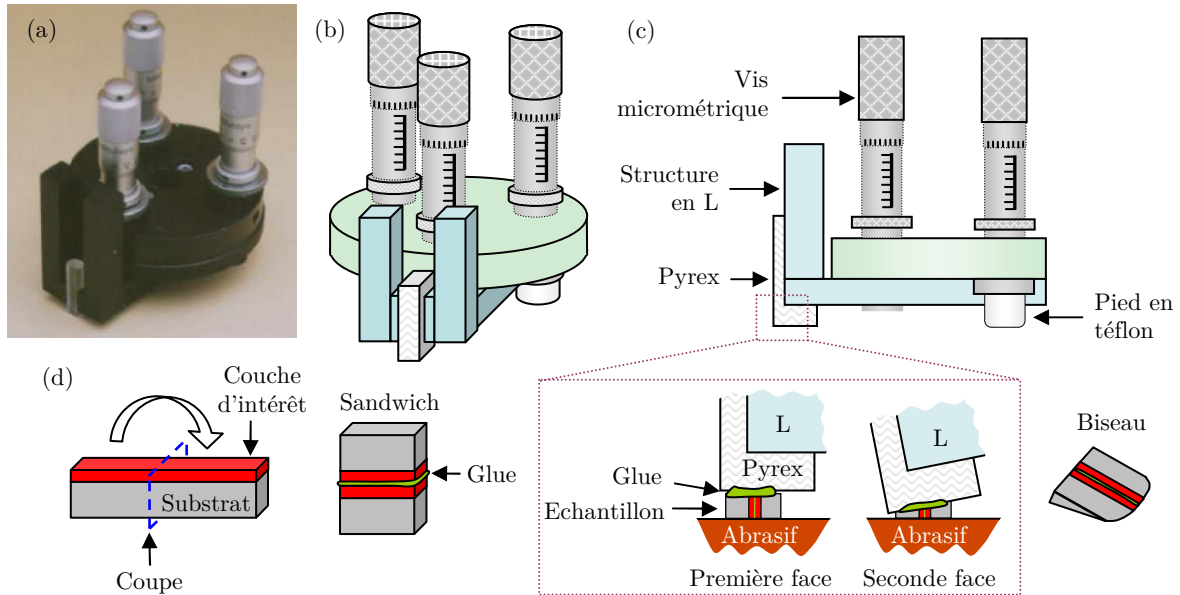 (a)
(b)
(c)
Vis
micrométrique
Structure
en L
Pyrex
Pied en
téflon
(d)
Couche
d'intérêt
Substrat
Coupe
Sandwich
Glue
L
Pyrex
Glue
Echantillon
Abrasif
Première face
L
Abrasif
Seconde face
Biseau